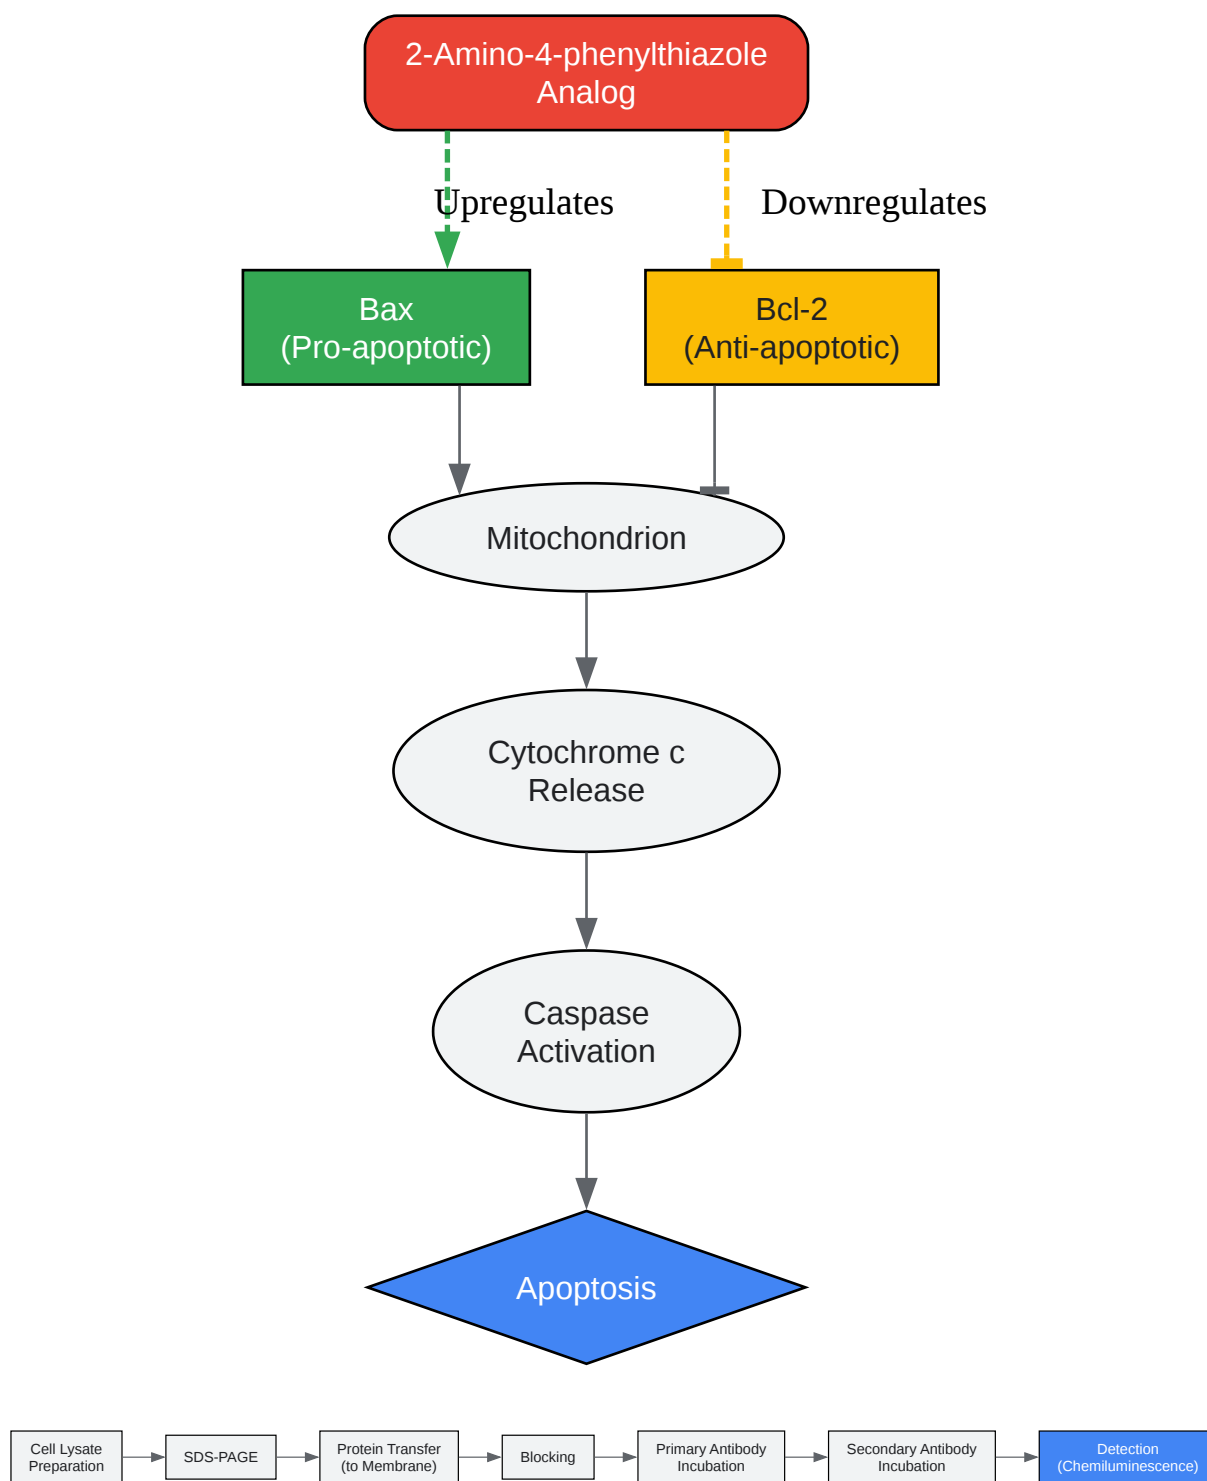 2-Amino-4-phenylthiazole
Analog
Upregulates
Downregulates
Bax
(Pro-apoptotic)
Bcl-2
(Anti-apoptotic)
Mitochondrion
Cytochrome c
Release
Caspase
Activation
Apoptosis
Cell Lysate
Preparation
SDS-PAGE
Protein Transfer
(to Membrane)
Blocking
Primary Antibody
Incubation
Secondary Antibody
Incubation
Detection
(Chemiluminescence)